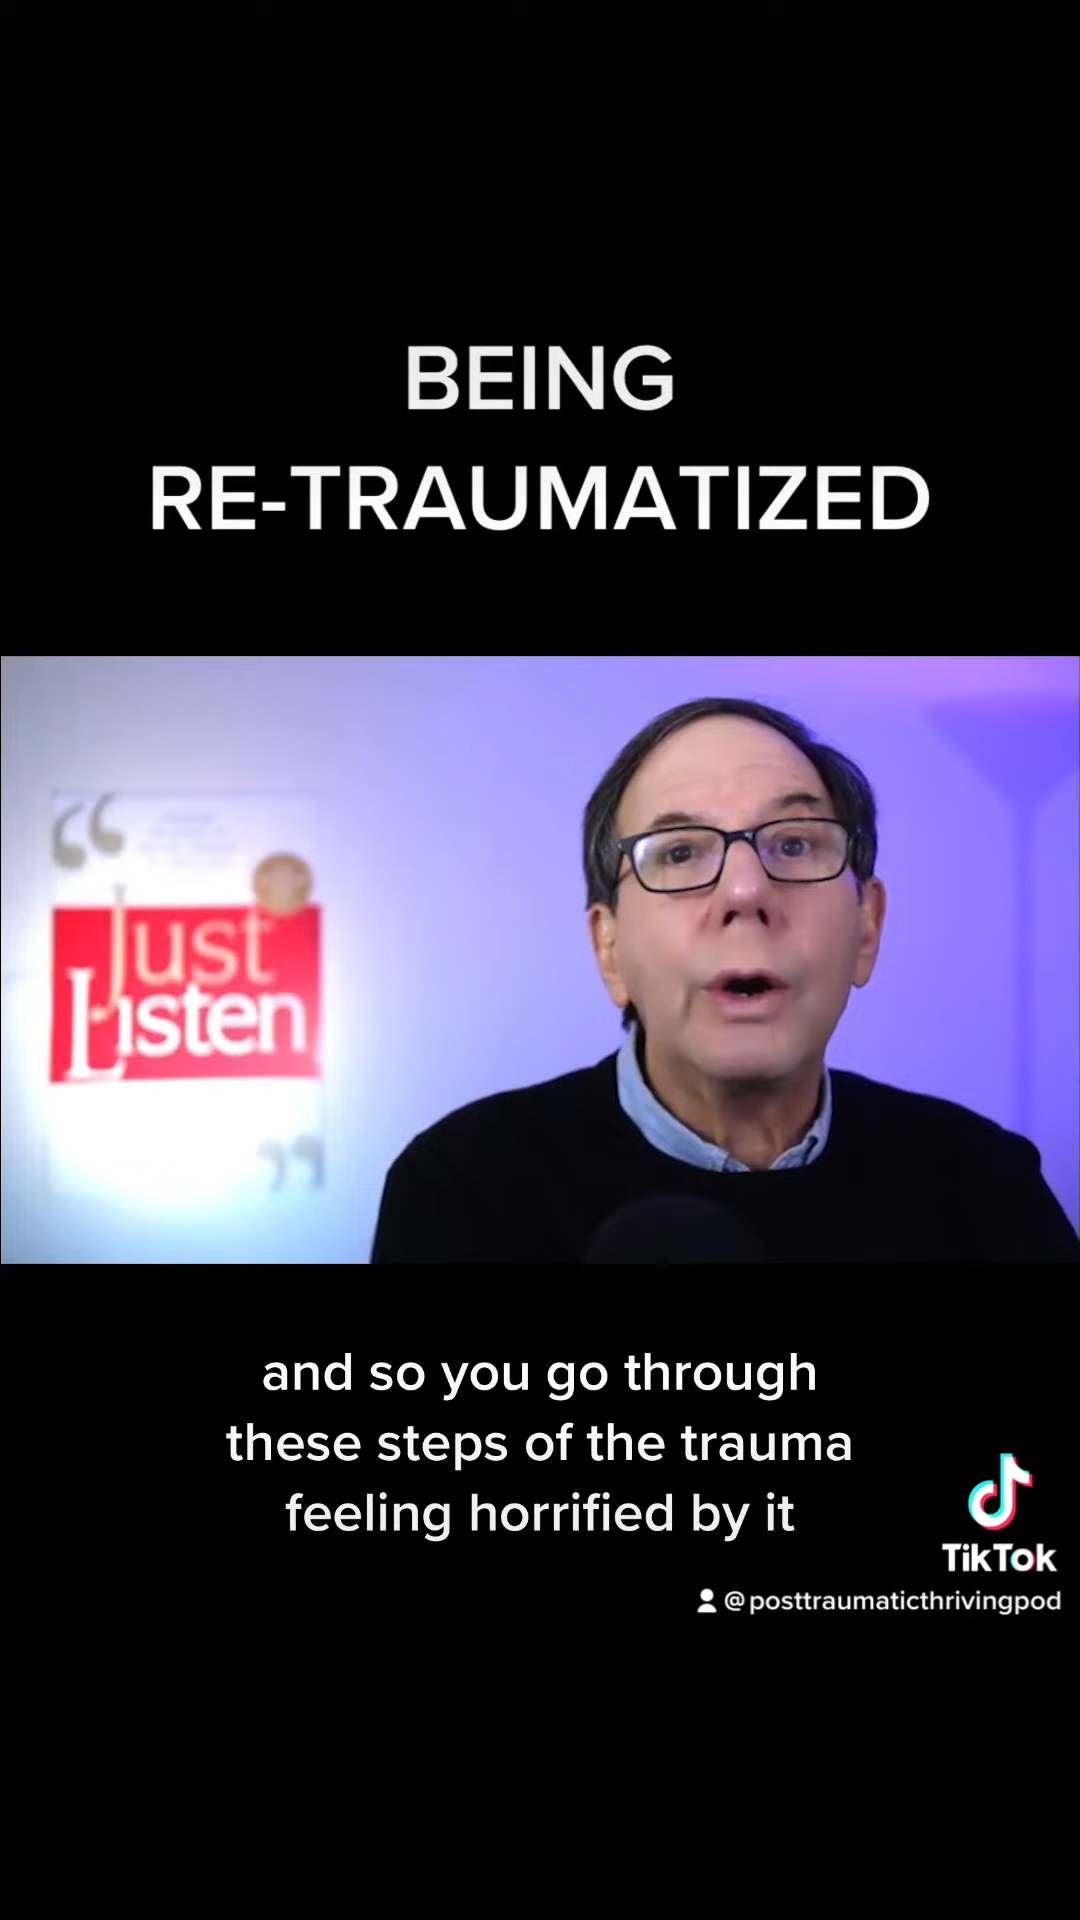 BEING
RE-TRAUMATIZED
“
Just
Listen
”
and so you go through
these steps of the trauma
feeling horrified by it
TikTok
@posttraumaticthrivingpod